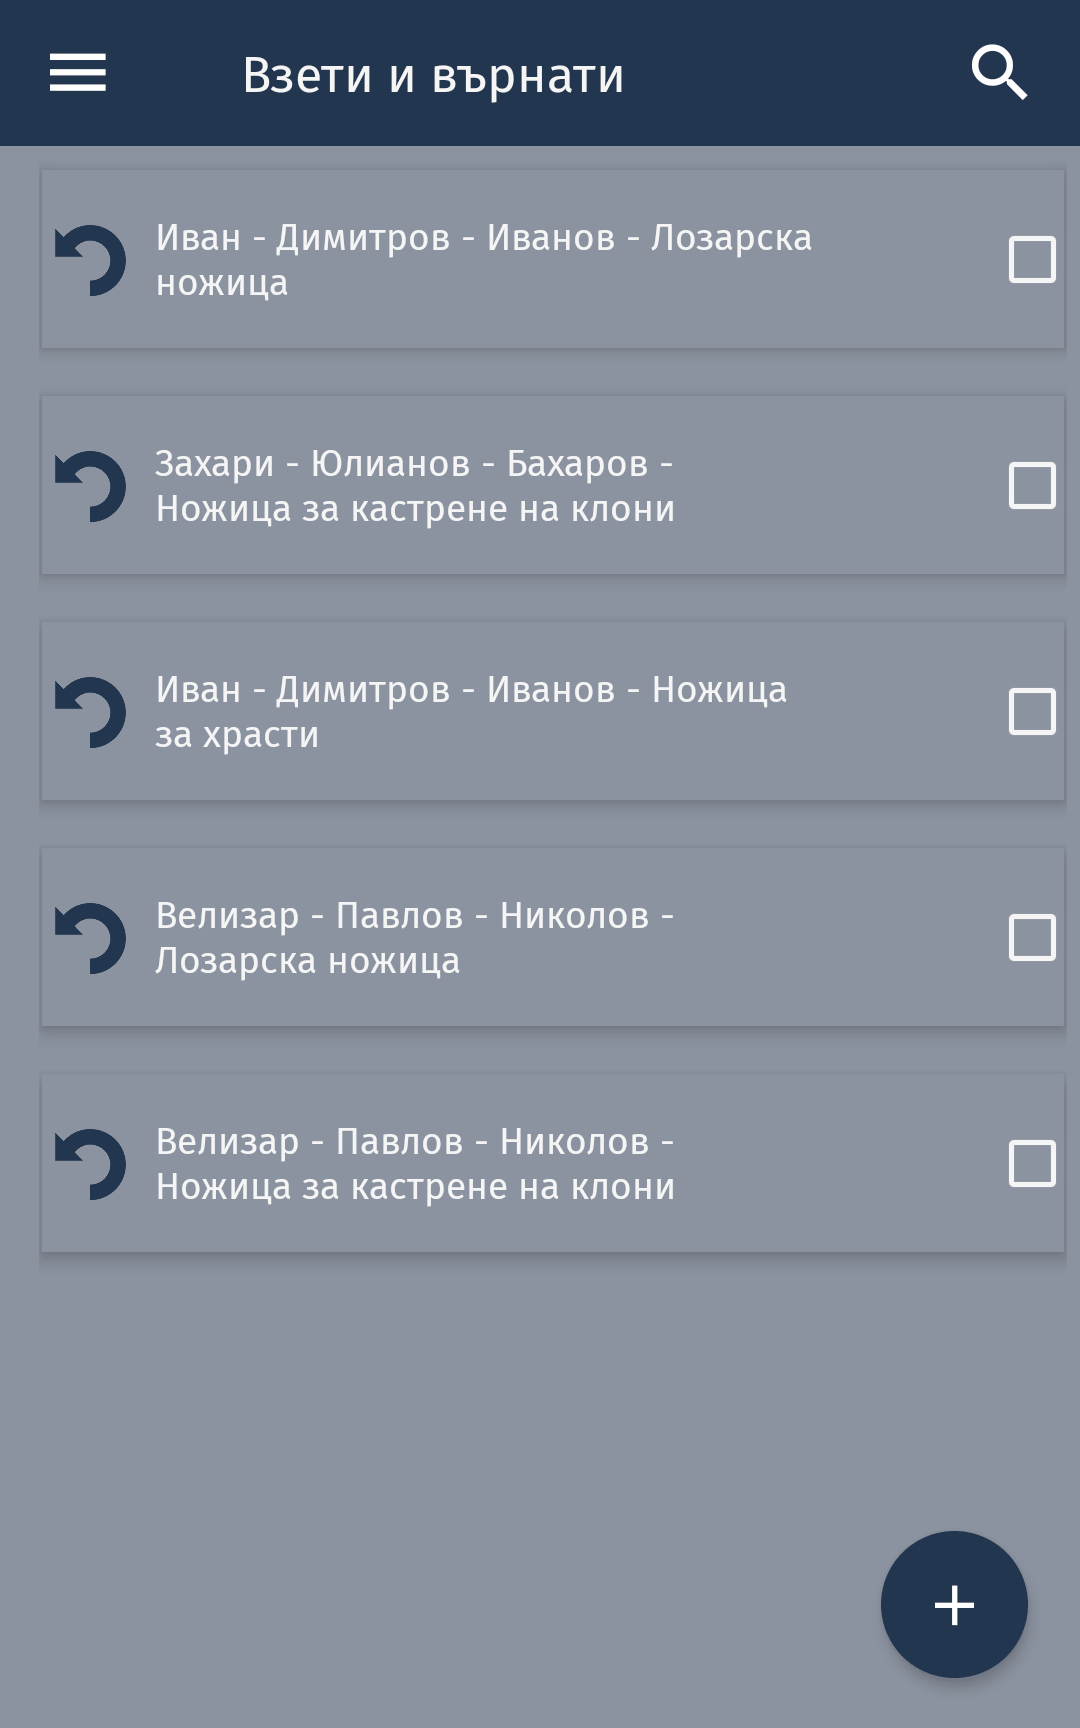 Взети и върнати
Иван - Димитров - Иванов - Лозарска
ножица
Захари - Юлианов - Бахаров -
Ножица за кастрене на клони
Иван - Димитров - Иванов - Ножица
за храсти
Велизар - Павлов - Николов -
Лозарска ножица
Велизар - Павлов - Николов -
Ножица за кастрене на клони